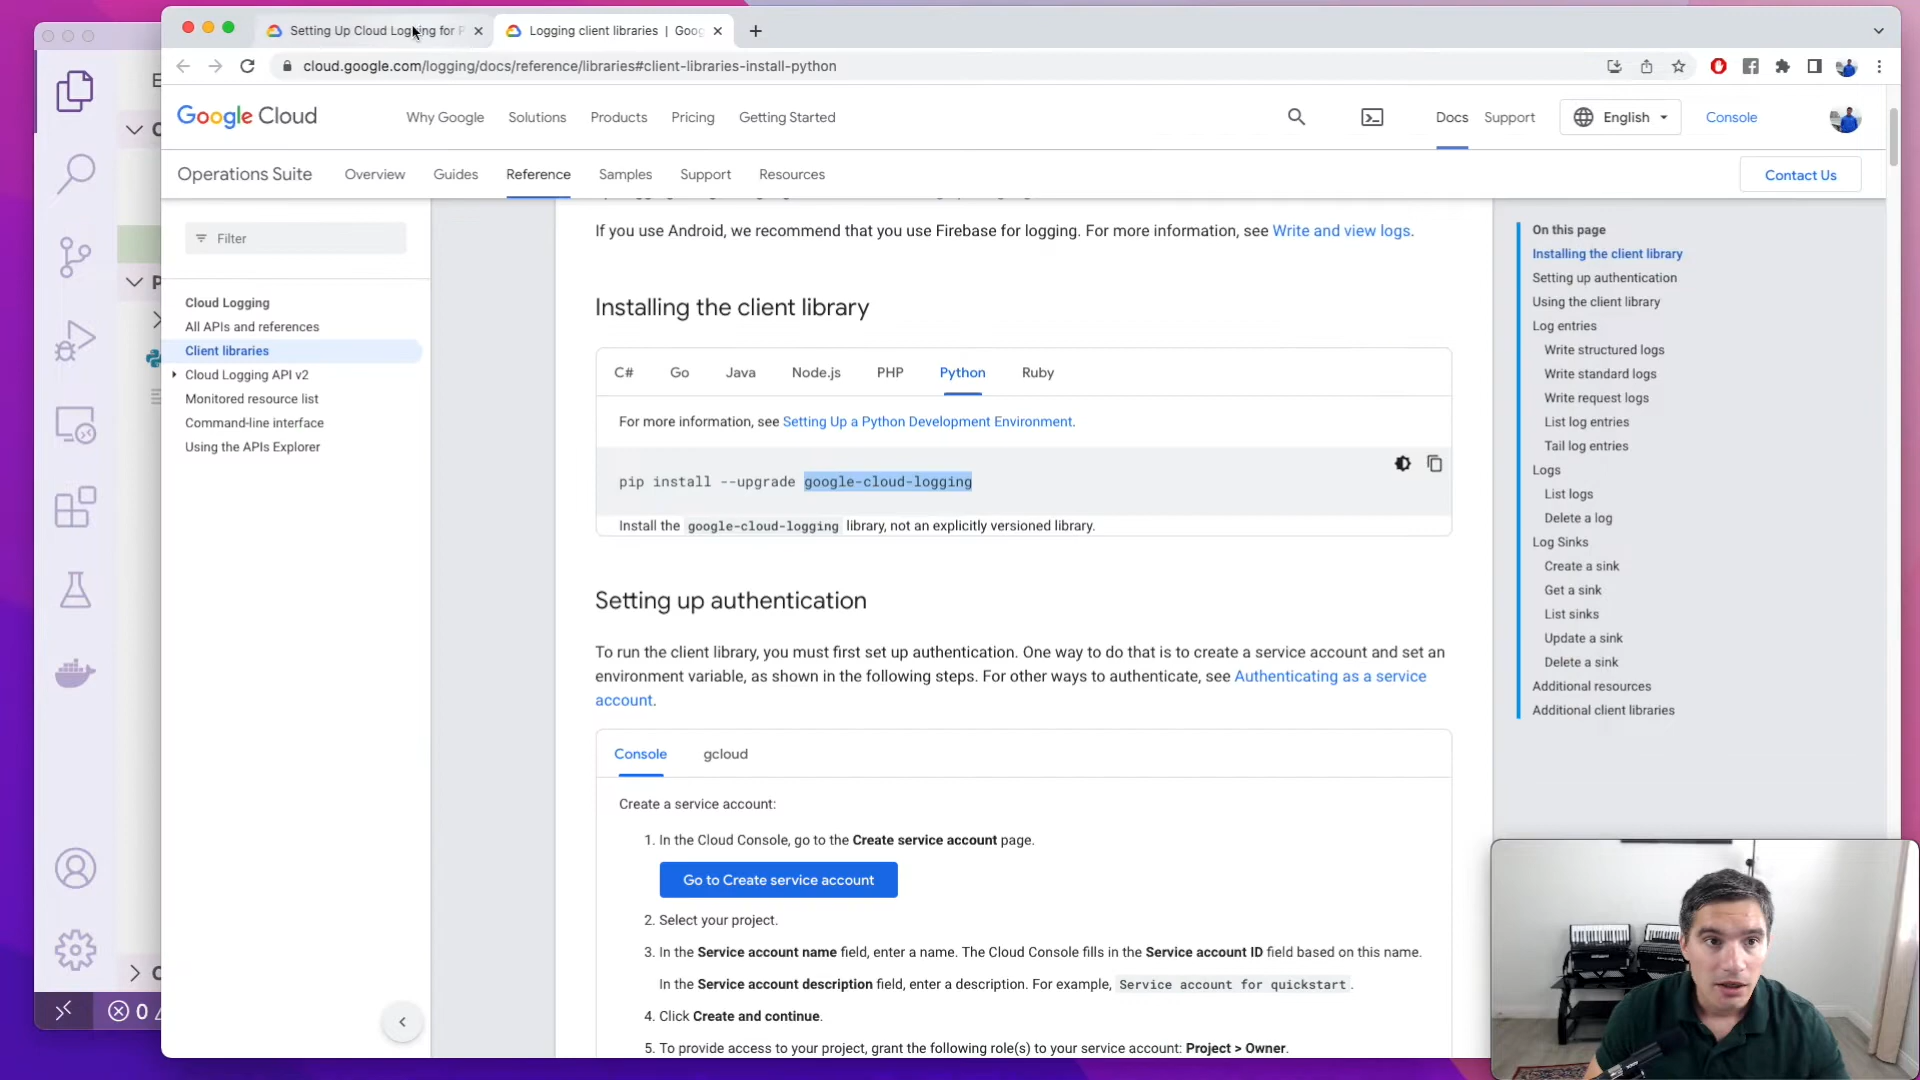 Setting Up Cloud Logging for P
Logging client libraries | Goog
cloud.google.com/logging/docs/reference/libraries#client-libraries-install-python
Google Cloud
Why Google
Solutions
Products
Pricing
Getting Started
Docs
Support
English
Console
Operations Suite
Overview
Guides
Reference
Samples
Support
Resources
Contact Us
Filter
Cloud Logging
All APIs and references
Client libraries
Cloud Logging API v2
Monitored resource list
Command-line interface
Using the APIs Explorer
If you use Android, we recommend that you use Firebase for logging. For more information, see Write and view logs.
Installing the client library
C#
Go
Java
Node.js
PHP
Python
Ruby
For more information, see Setting Up a Python Development Environment.
pip install --upgrade google-cloud-logging
Install the google-cloud-logging library, not an explicitly versioned library.
Setting up authentication
To run the client library, you must first set up authentication. One way to do that is to create a service account and set an
environment variable, as shown in the following steps. For other ways to authenticate, see Authenticating as a service
account.
Console
gcloud
Create a service account:
1. In the Cloud Console, go to the Create service account page.
Go to Create service account
2. Select your project.
3. In the Service account name field, enter a name. The Cloud Console fills in the Service account ID field based on this name.
In the Service account description field, enter a description. For example, Service account for quickstart.
4. Click Create and continue.
5. To provide access to your project, grant the following role(s) to your service account: Project > Owner.
On this page
Installing the client library
Setting up authentication
Using the client library
Log entries
Write structured logs
Write standard logs
Write request logs
List log entries
Tail log entries
Logs
List logs
Delete a log
Log Sinks
Create a sink
Get a sink
List sinks
Update a sink
Delete a sink
Additional resources
Additional client libraries
0